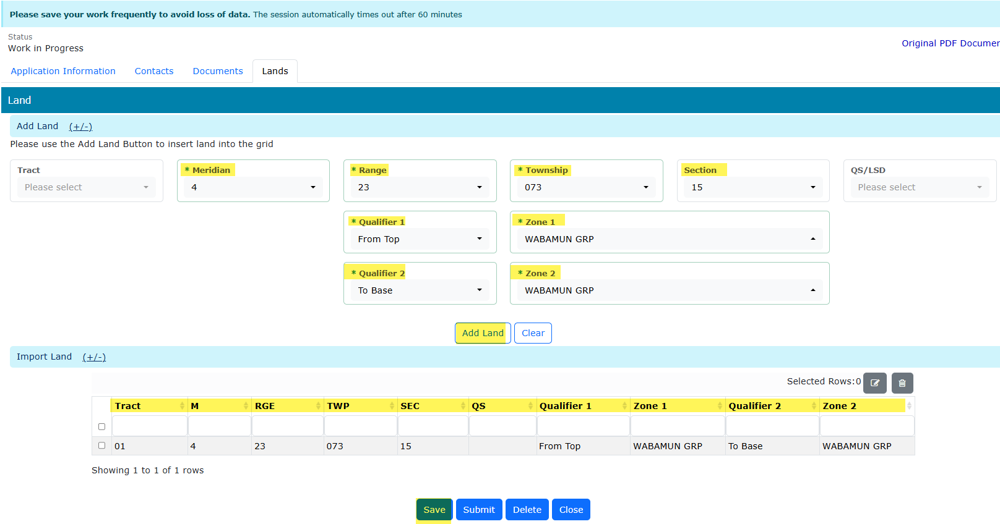 Please save your work frequently to avoid loss of data. The session automatically times out after 60 minutes
Status
Work in Progress
Original PDF Documen
Application Information Contacts Documents Lands
Land
Add Land (+/-)
Please use the Add Land Button to insert land into the grid
Tract * Meridian * Range * Township Section QS/LSD
Please select 4 23 073 15 Please select
* Qualifier 1 * Zone 1
From Top WABAMUN GRP
* Qualifier 2 * Zone 2
To Base WABAMUN GRP
Add Land Clear
Import Land (+/-)
Selected Rows:0
Tract M RGE TWP SEC QS Qualifier 1 Zone 1 Qualifier 2 Zone 2
01 4 23 073 15 From Top WABAMUN GRP To Base WABAMUN GRP
Showing 1 to 1 of 1 rows
Save Submit Delete Close